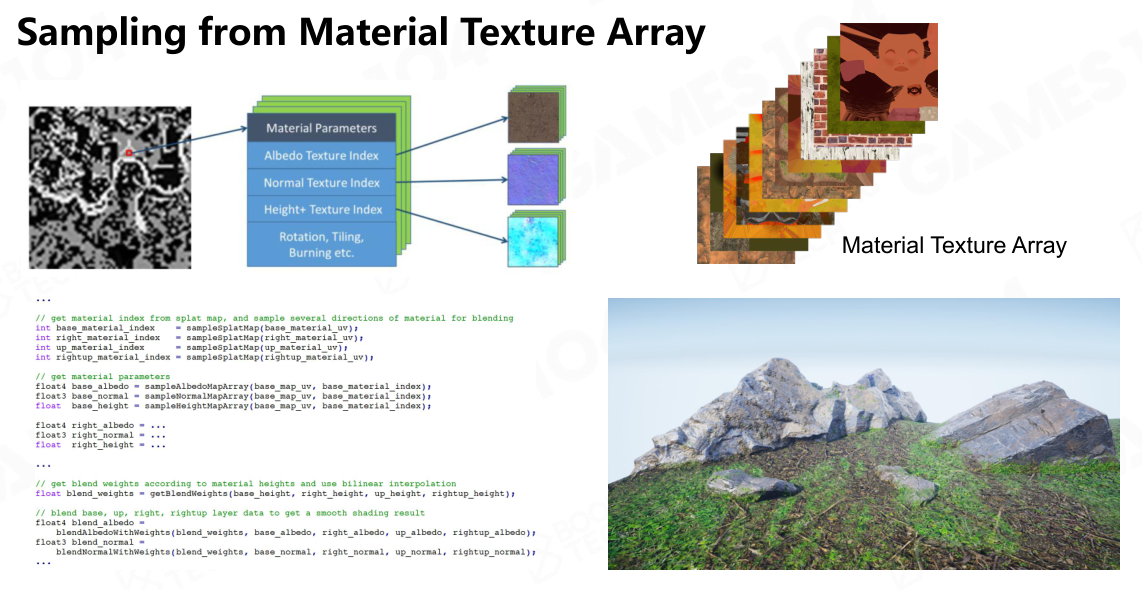 Sampling from Material Texture Array
Material Parameters
Albedo Texture Index
Normal Texture Index
Height+ Texture Index
Rotation, Tiling,
Burning etc.
Material Texture Array
...
// get material index from splat map, and sample several directions of material for blending
int base_material_index = sampleSplatMap(base_material_uv);
int right_material_index = sampleSplatMap(right_material_uv);
int up_material_index = sampleSplatMap(up_material_uv);
int rightup_material_index = sampleSplatMap(rightup_material_uv);
// get material parameters
float4 base_albedo = sampleAlbedoMapArray(base_map_uv, base_material_index);
float3 base_normal = sampleNormalMapArray(base_map_uv, base_material_index);
float base_height = sampleHeightMapArray(base_map_uv, base_material_index);
float4 right_albedo = ...
float3 right_normal = ...
float right_height = ...
...
// get blend weights according to material heights and use bilinear interpolation
float blend_weights = getBlendWeights(base_height, right_height, up_height, rightup_height);
// blend base, up, right, rightup layer data to get a smooth shading result
float4 blend_albedo =
blendAlbedoWithWeights(blend_weights, base_albedo, right_albedo, up_albedo, rightup_albedo);
float3 blend_normal =
blendNormalWithWeights(blend_weights, base_normal, right_normal, up_normal, rightup_normal);
...